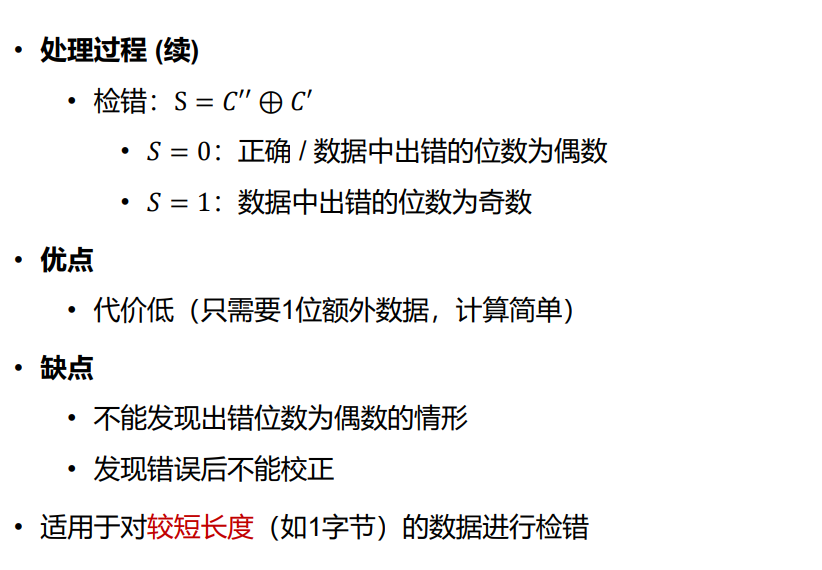 • 处理过程 (续)
• 检错：S = C′′ ⊕ C′
• S = 0：正确 / 数据中出错的位数为偶数
• S = 1：数据中出错的位数为奇数
• 优点
• 代价低（只需要1位额外数据，计算简单）
• 缺点
• 不能发现出错位数为偶数的情形
• 发现错误后不能校正
• 适用于对较短长度（如1字节）的数据进行检错